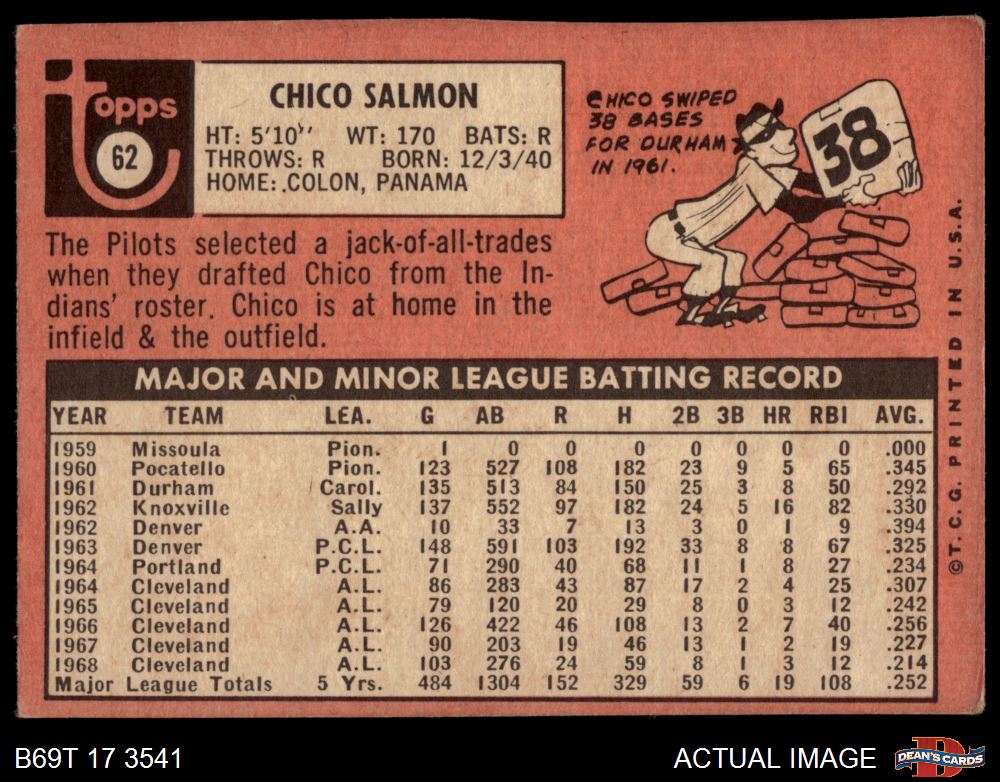 Topps
62
CHICO SALMON
HT: 5'10" WT: 170 BATS: R
THROWS: R BORN: 12/3/40
HOME: COLON, PANAMA
CHICO SWIPED
38 BASES
FOR DURHAM
IN 1961.
38
The Pilots selected a jack-of-all-trades
when they drafted Chico from the In-
dians' roster. Chico is at home in the
infield & the outfield.
MAJOR AND MINOR LEAGUE BATTING RECORD
YEAR TEAM LEA. G AB R H 2B 3B HR RBI AVG.
1959 Missoula Pion. 1 0 0 0 0 0 0 0 .000
1960 Pocatello Pion. 123 527 108 182 23 9 5 65 .345
1961 Durham Carol. 135 513 84 150 25 3 8 50 .292
1962 Knoxville Sally 137 552 97 182 24 5 16 82 .330
1962 Denver A.A. 10 33 7 13 3 0 1 9 .394
1963 Denver P.C.L. 148 591 103 192 33 8 8 67 .325
1964 Portland P.C.L. 71 290 40 68 11 1 8 27 .234
1964 Cleveland A.L. 86 283 43 87 17 2 4 25 .307
1965 Cleveland A.L. 79 120 20 29 8 0 3 12 .242
1966 Cleveland A.L. 126 422 46 108 13 2 7 40 .256
1967 Cleveland A.L. 90 203 19 46 13 1 2 19 .227
1968 Cleveland A.L. 103 276 24 59 8 1 3 12 .214
Major League Totals 5 Yrs. 484 1304 152 329 59 6 19 108 .252
©T.C.G. PRINTED IN U.S.A.
B69T 17 3541
ACTUAL IMAGE
D
DEAN'S CARDS